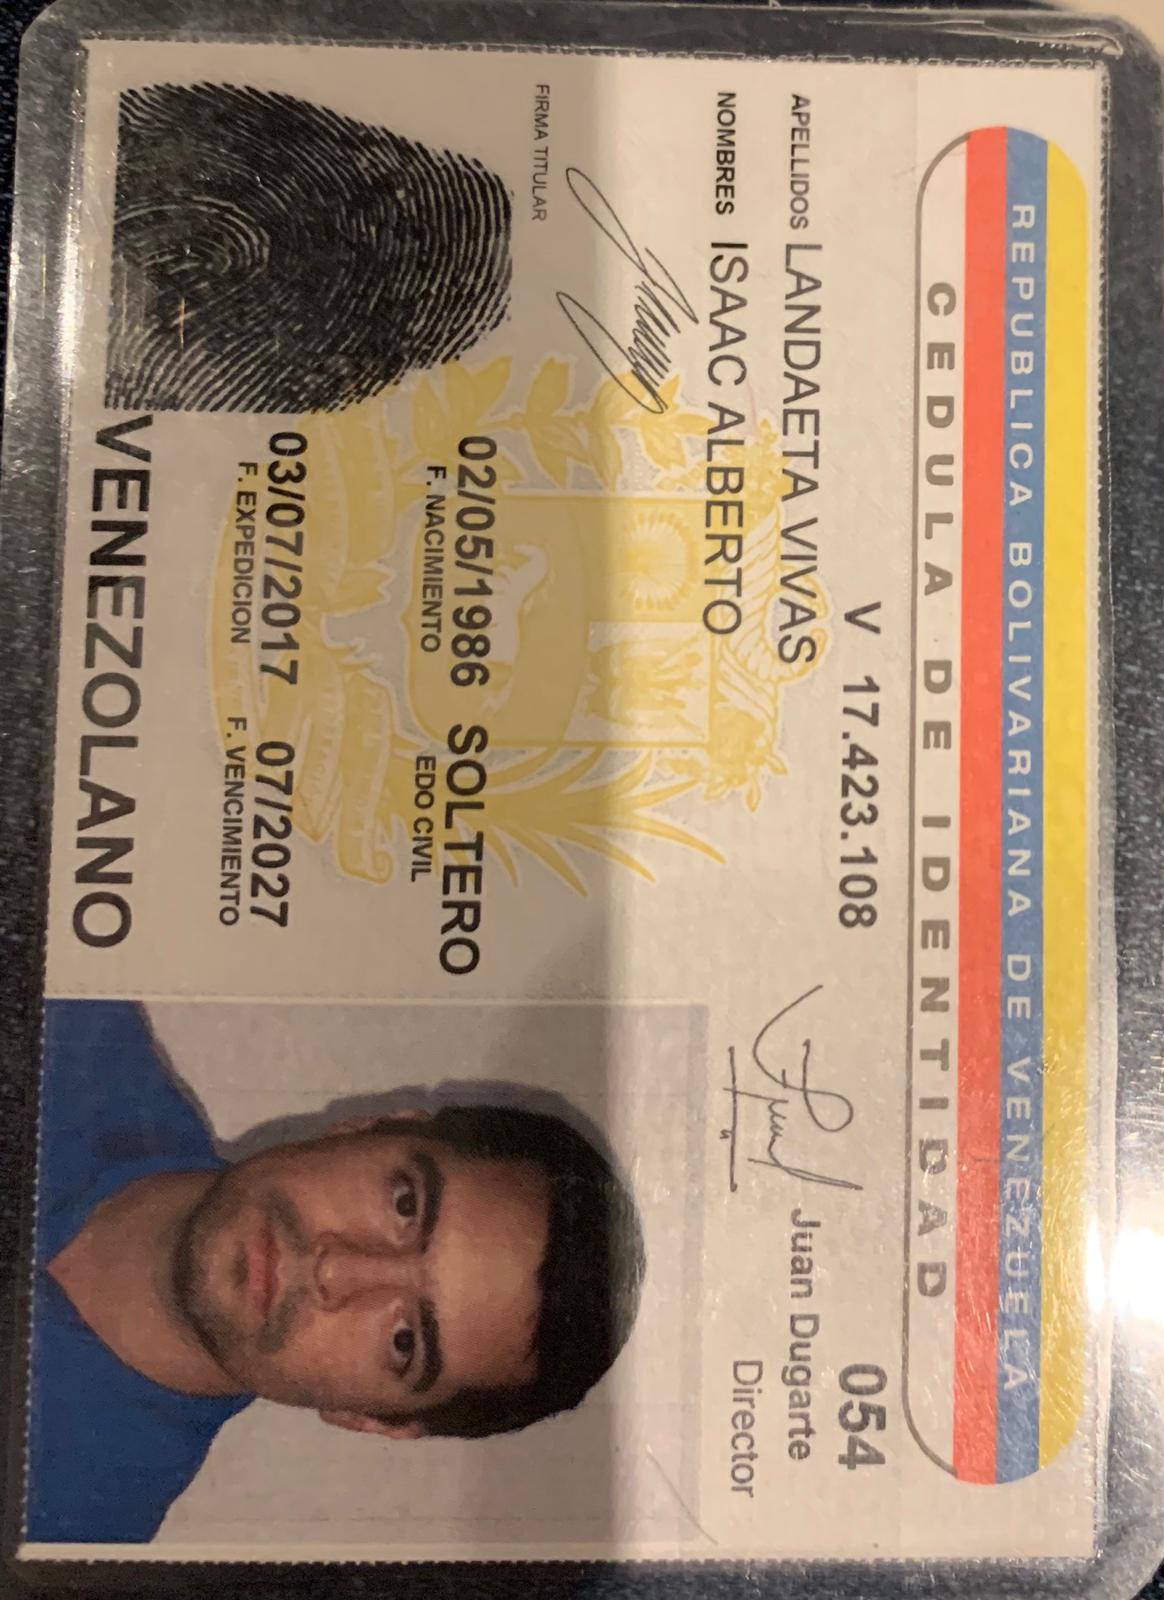 REPUBLICA BOLIVARIANA DE VENEZUELA
CEDULA DE IDENTIDAD
V 17.423.108
054
APELLIDOS LANDAETA VIVAS
Juan Dugarte
Director
NOMBRES ISAAC ALBERTO
FIRMA TITULAR
02/05/1986 SOLTERO
F. NACIMIENTO EDO CIVIL
03/07/2017 07/2027
F. EXPEDICION F. VENCIMIENTO
VENEZOLANO